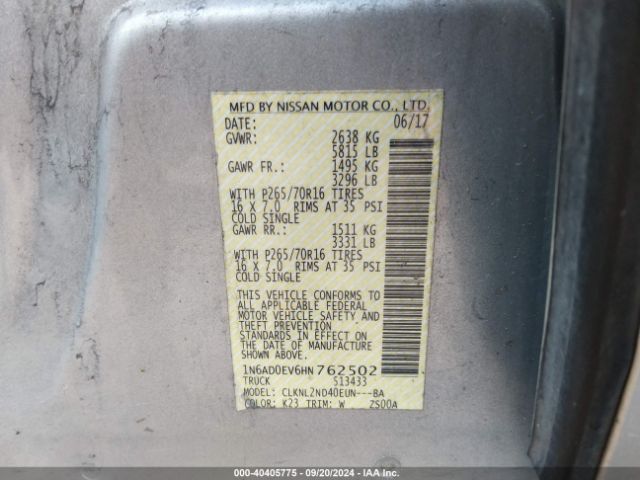 MFD BY NISSAN MOTOR CO., LTD.
DATE: 06/17
GVWR: 2638 KG
5815 LB
GAWR FR.: 1495 KG
3296 LB
WITH P265/70R16 TIRES
16 X 7.0 RIMS AT 35 PSI
COLD SINGLE
GAWR RR.: 1511 KG
3331 LB
WITH P265/70R16 TIRES
16 X 7.0 RIMS AT 35 PSI
COLD SINGLE
THIS VEHICLE CONFORMS TO
ALL APPLICABLE FEDERAL
MOTOR VEHICLE SAFETY AND
THEFT PREVENTION
STANDARDS IN EFFECT ON
THE DATE OF MANUFACTURE
SHOWN ABOVE.
1N6AD0EV6HN762502
TRUCK S13433
MODEL: CLKNL2ND40EUN---BA
COLOR: K23 TRIM: W ZS00A
000-40405775 - 09/20/2024 - IAA Inc.